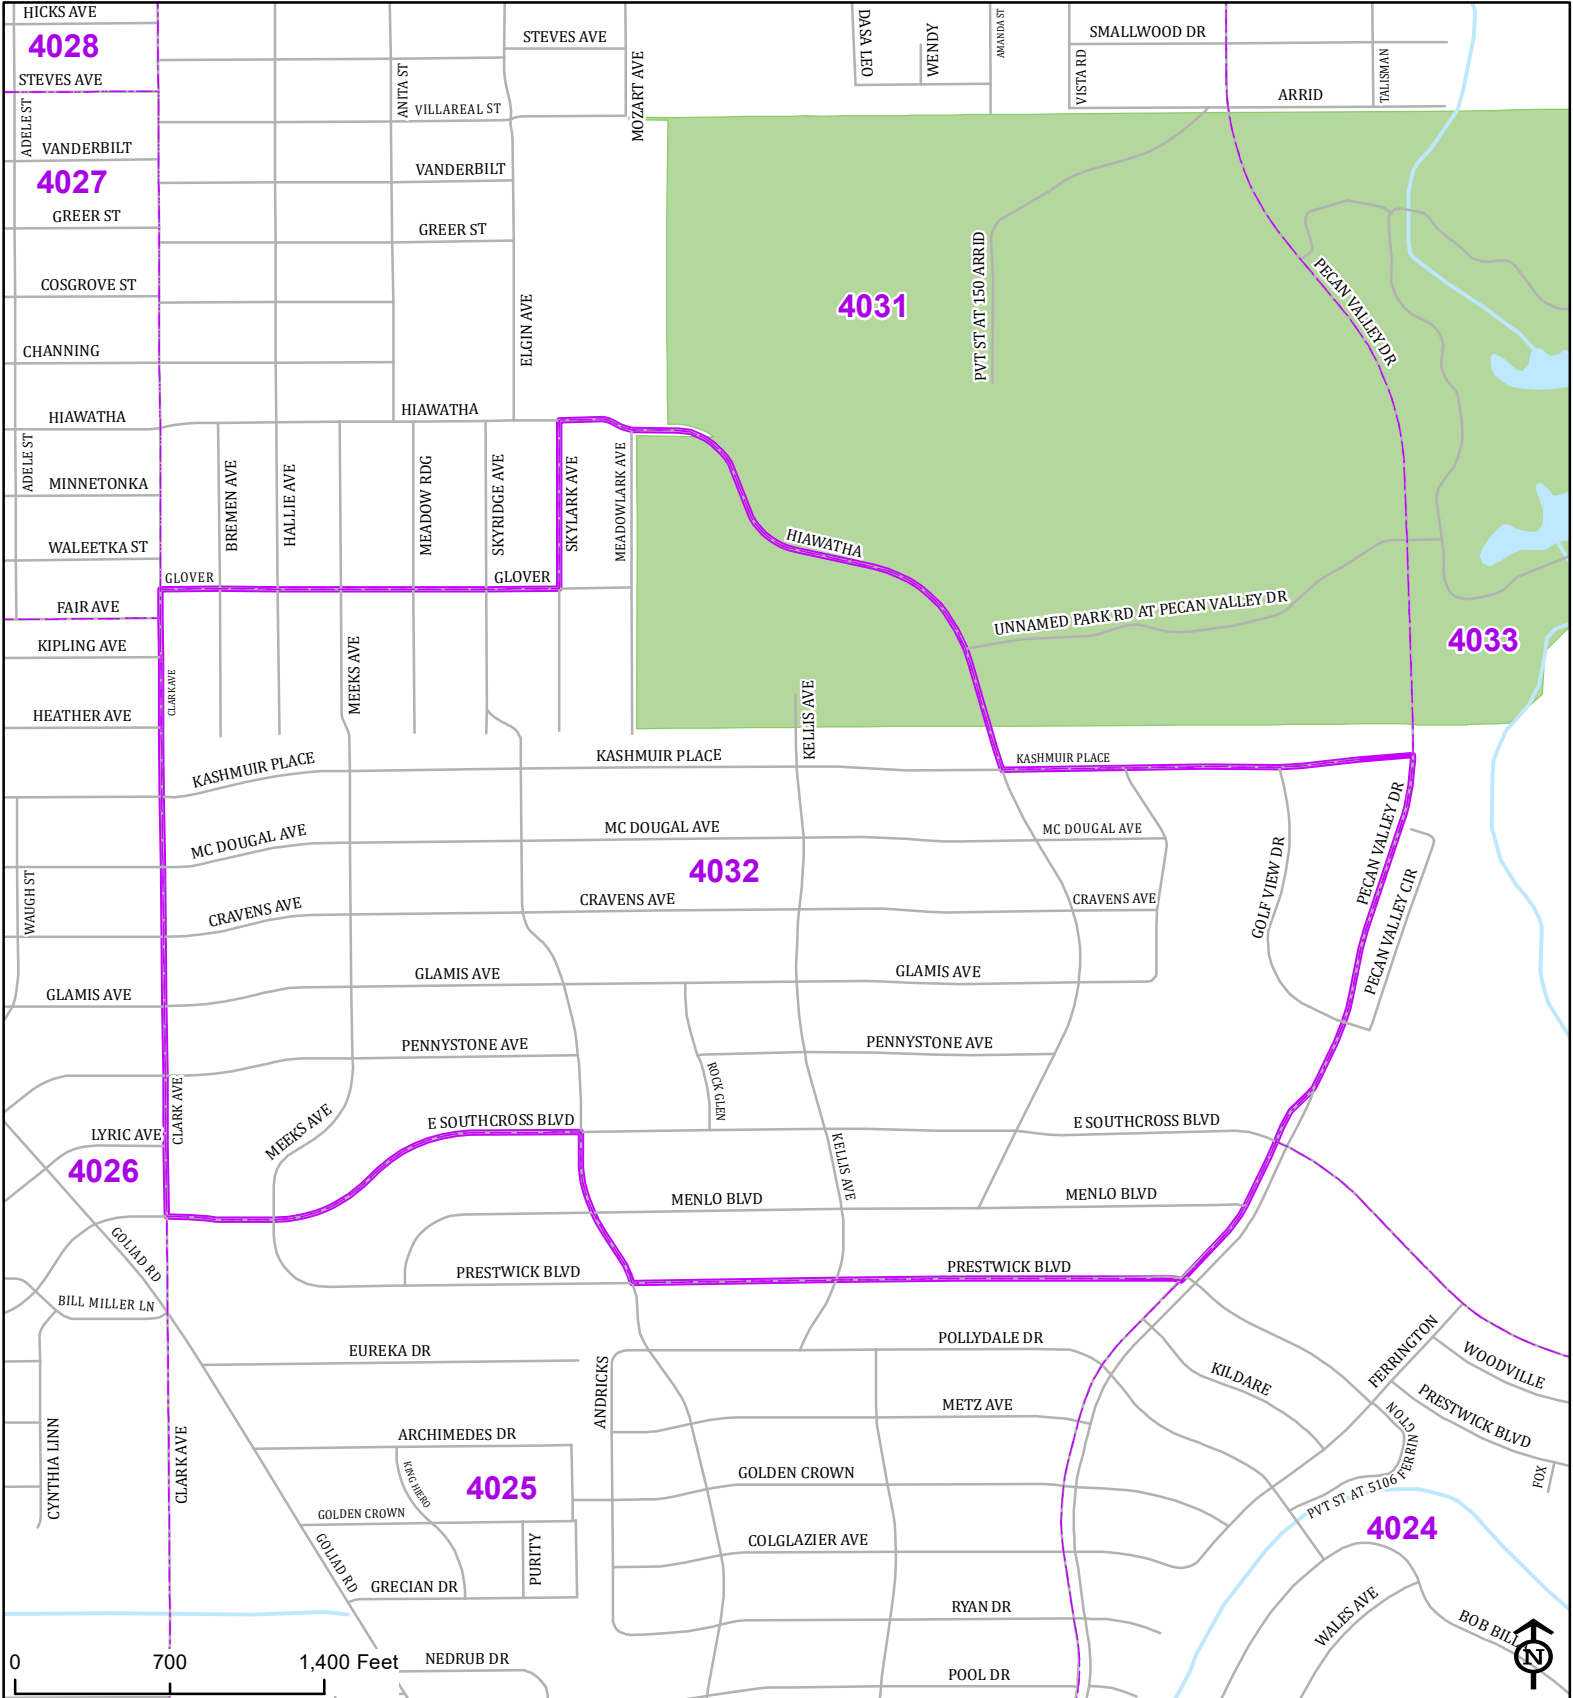 HICKS AVE
4028
STEVES AVE
STEVES AVE
MOZART AVE
DASA LEO
WENDY
AMANDA ST
SMALLWOOD DR
VISTA RD
TALISMAN
ARRID
ADELE ST
ANITA ST
VILLAREAL ST
VANDERBILT
VANDERBILT
4027
GREER ST
GREER ST
COSGROVE ST
ELGIN AVE
4031
PVT ST AT 150 ARRID
PECAN VALLEY DR
CHANNING
HIAWATHA
HIAWATHA
ADELE ST
MINNETONKA
WALEETKA ST
BREMEN AVE
HALLIE AVE
MEADOW RDG
SKYRIDGE AVE
SKYLARK AVE
MEADOWLARK AVE
HIAWATHA
GLOVER
GLOVER
FAIR AVE
KIPLING AVE
UNNAMED PARK RD AT PECAN VALLEY DR
4033
CLARK AVE
MEEKS AVE
HEATHER AVE
KELLIS AVE
KASHMUIR PLACE
KASHMUIR PLACE
KASHMUIR PLACE
MC DOUGAL AVE
MC DOUGAL AVE
MC DOUGAL AVE
PECAN VALLEY DR
4032
WAUGH ST
CRAVENS AVE
CRAVENS AVE
CRAVENS AVE
GOLF VIEW DR
PECAN VALLEY CIR
GLAMIS AVE
GLAMIS AVE
GLAMIS AVE
PENNYSTONE AVE
PENNYSTONE AVE
ROCK GLEN
CLARK AVE
LYRIC AVE
MEEKS AVE
E SOUTHCROSS BLVD
E SOUTHCROSS BLVD
4026
KELLIS AVE
MENLO BLVD
MENLO BLVD
GOLIAD RD
PRESTWICK BLVD
PRESTWICK BLVD
BILL MILLER LN
EUREKA DR
POLLYDALE DR
FERRINGTON
WOODVILLE
KILDARE
ANDRICKS
METZ AVE
PRESTWICK BLVD
CYNTHIA LINN
CLARK AVE
ARCHIMEDES DR
KING HIERO
4025
GOLDEN CROWN
GOLDEN CROWN
PVT ST AT 5106 FERRINGTON
FOX
4024
GOLIAD RD
PURITY
COLGLAZIER AVE
GRECIAN DR
RYAN DR
WALES AVE
BOB BILL
NEDRUB DR
POOL DR
0 700 1,400 Feet
N